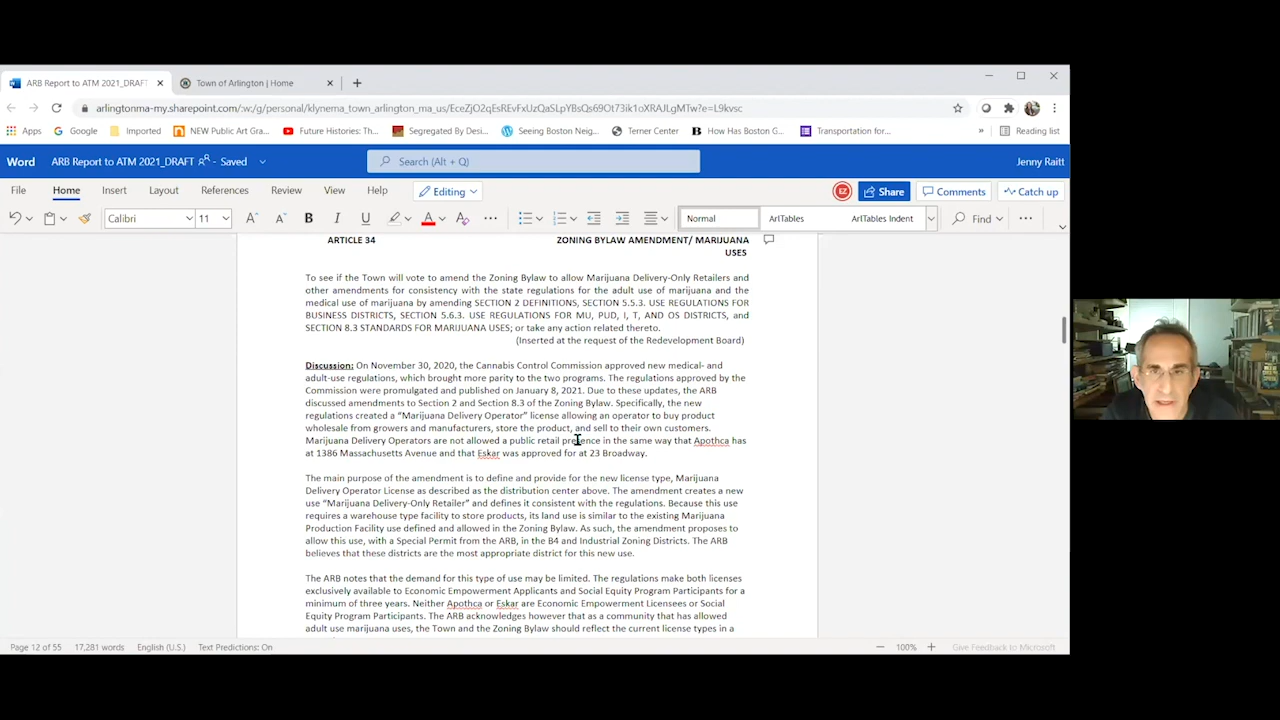 ARB Report to ATM 2021_DRAFT
Town of Arlington | Home
arlingtonma-my.sharepoint.com/:w:/g/personal/klynema_town_arlington_ma_us/
Apps Google Imported NEW Public Art Gra... Future Histories: Th... Segregated By Desi... Seeing Boston Neig... Terner Center How Has Boston G... Transportation for... » Reading list
Word ARB Report to ATM 2021_DRAFT - Saved Search (Alt + Q) Jenny Raitt
File Home Insert Layout References Review View Help Editing EZ Share Comments Catch up
Calibri 11 B I U A Normal ArlTables ArlTables Indent Find
ARTICLE 34 ZONING BYLAW AMENDMENT/ MARIJUANA
USES
To see if the Town will vote to amend the Zoning Bylaw to allow Marijuana Delivery-Only Retailers and
other amendments for consistency with the state regulations for the adult use of marijuana and the
medical use of marijuana by amending SECTION 2 DEFINITIONS, SECTION 5.5.3. USE REGULATIONS FOR
BUSINESS DISTRICTS, SECTION 5.6.3. USE REGULATIONS FOR MU, PUD, I, T, AND OS DISTRICTS, and
SECTION 8.3 STANDARDS FOR MARIJUANA USES; or take any action related thereto.
(Inserted at the request of the Redevelopment Board)
Discussion: On November 30, 2020, the Cannabis Control Commission approved new medical- and
adult-use regulations, which brought more parity to the two programs. The regulations approved by the
Commission were promulgated and published on January 8, 2021. Due to these updates, the ARB
discussed amendments to Section 2 and Section 8.3 of the Zoning Bylaw. Specifically, the new
regulations created a “Marijuana Delivery Operator” license allowing an operator to buy product
wholesale from growers and manufacturers, store the product, and sell to their own customers.
Marijuana Delivery Operators are not allowed a public retail presence in the same way that Apothca has
at 1386 Massachusetts Avenue and that Eskar was approved for at 23 Broadway.
The main purpose of the amendment is to define and provide for the new license type, Marijuana
Delivery Operator License as described as the distribution center above. The amendment creates a new
use “Marijuana Delivery-Only Retailer” and defines it consistent with the regulations. Because this use
requires a warehouse type facility to store products, its land use is similar to the existing Marijuana
Production Facility use defined and allowed in the Zoning Bylaw. As such, the amendment proposes to
allow this use, with a Special Permit from the ARB, in the B4 and Industrial Zoning Districts. The ARB
believes that these districts are the most appropriate district for this new use.
The ARB notes that the demand for this type of use may be limited. The regulations make both licenses
exclusively available to Economic Empowerment Applicants and Social Equity Program Participants for a
minimum of three years. Neither Apothca or Eskar are Economic Empowerment Licensees or Social
Equity Program Participants. The ARB acknowledges however that as a community that has allowed
adult use marijuana uses, the Town and the Zoning Bylaw should reflect the current license types in a
Page 12 of 55 17,281 words English (U.S.) Text Predictions: On 100% Give Feedback to Microsoft